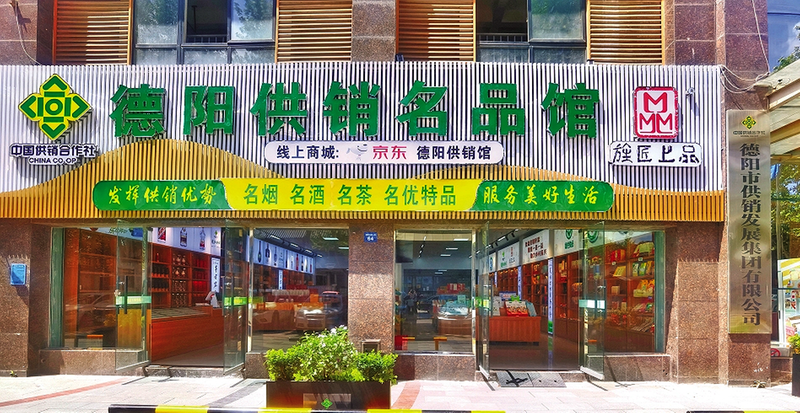 德阳供销名品馆
中国供销合作社
CHINA CO-OP
线上商城: 京东 德阳供销馆
旌匠上品
发挥供销优势 名烟 名酒 名茶 名优特品 服务美好生活
德阳市供销发展集团有限公司